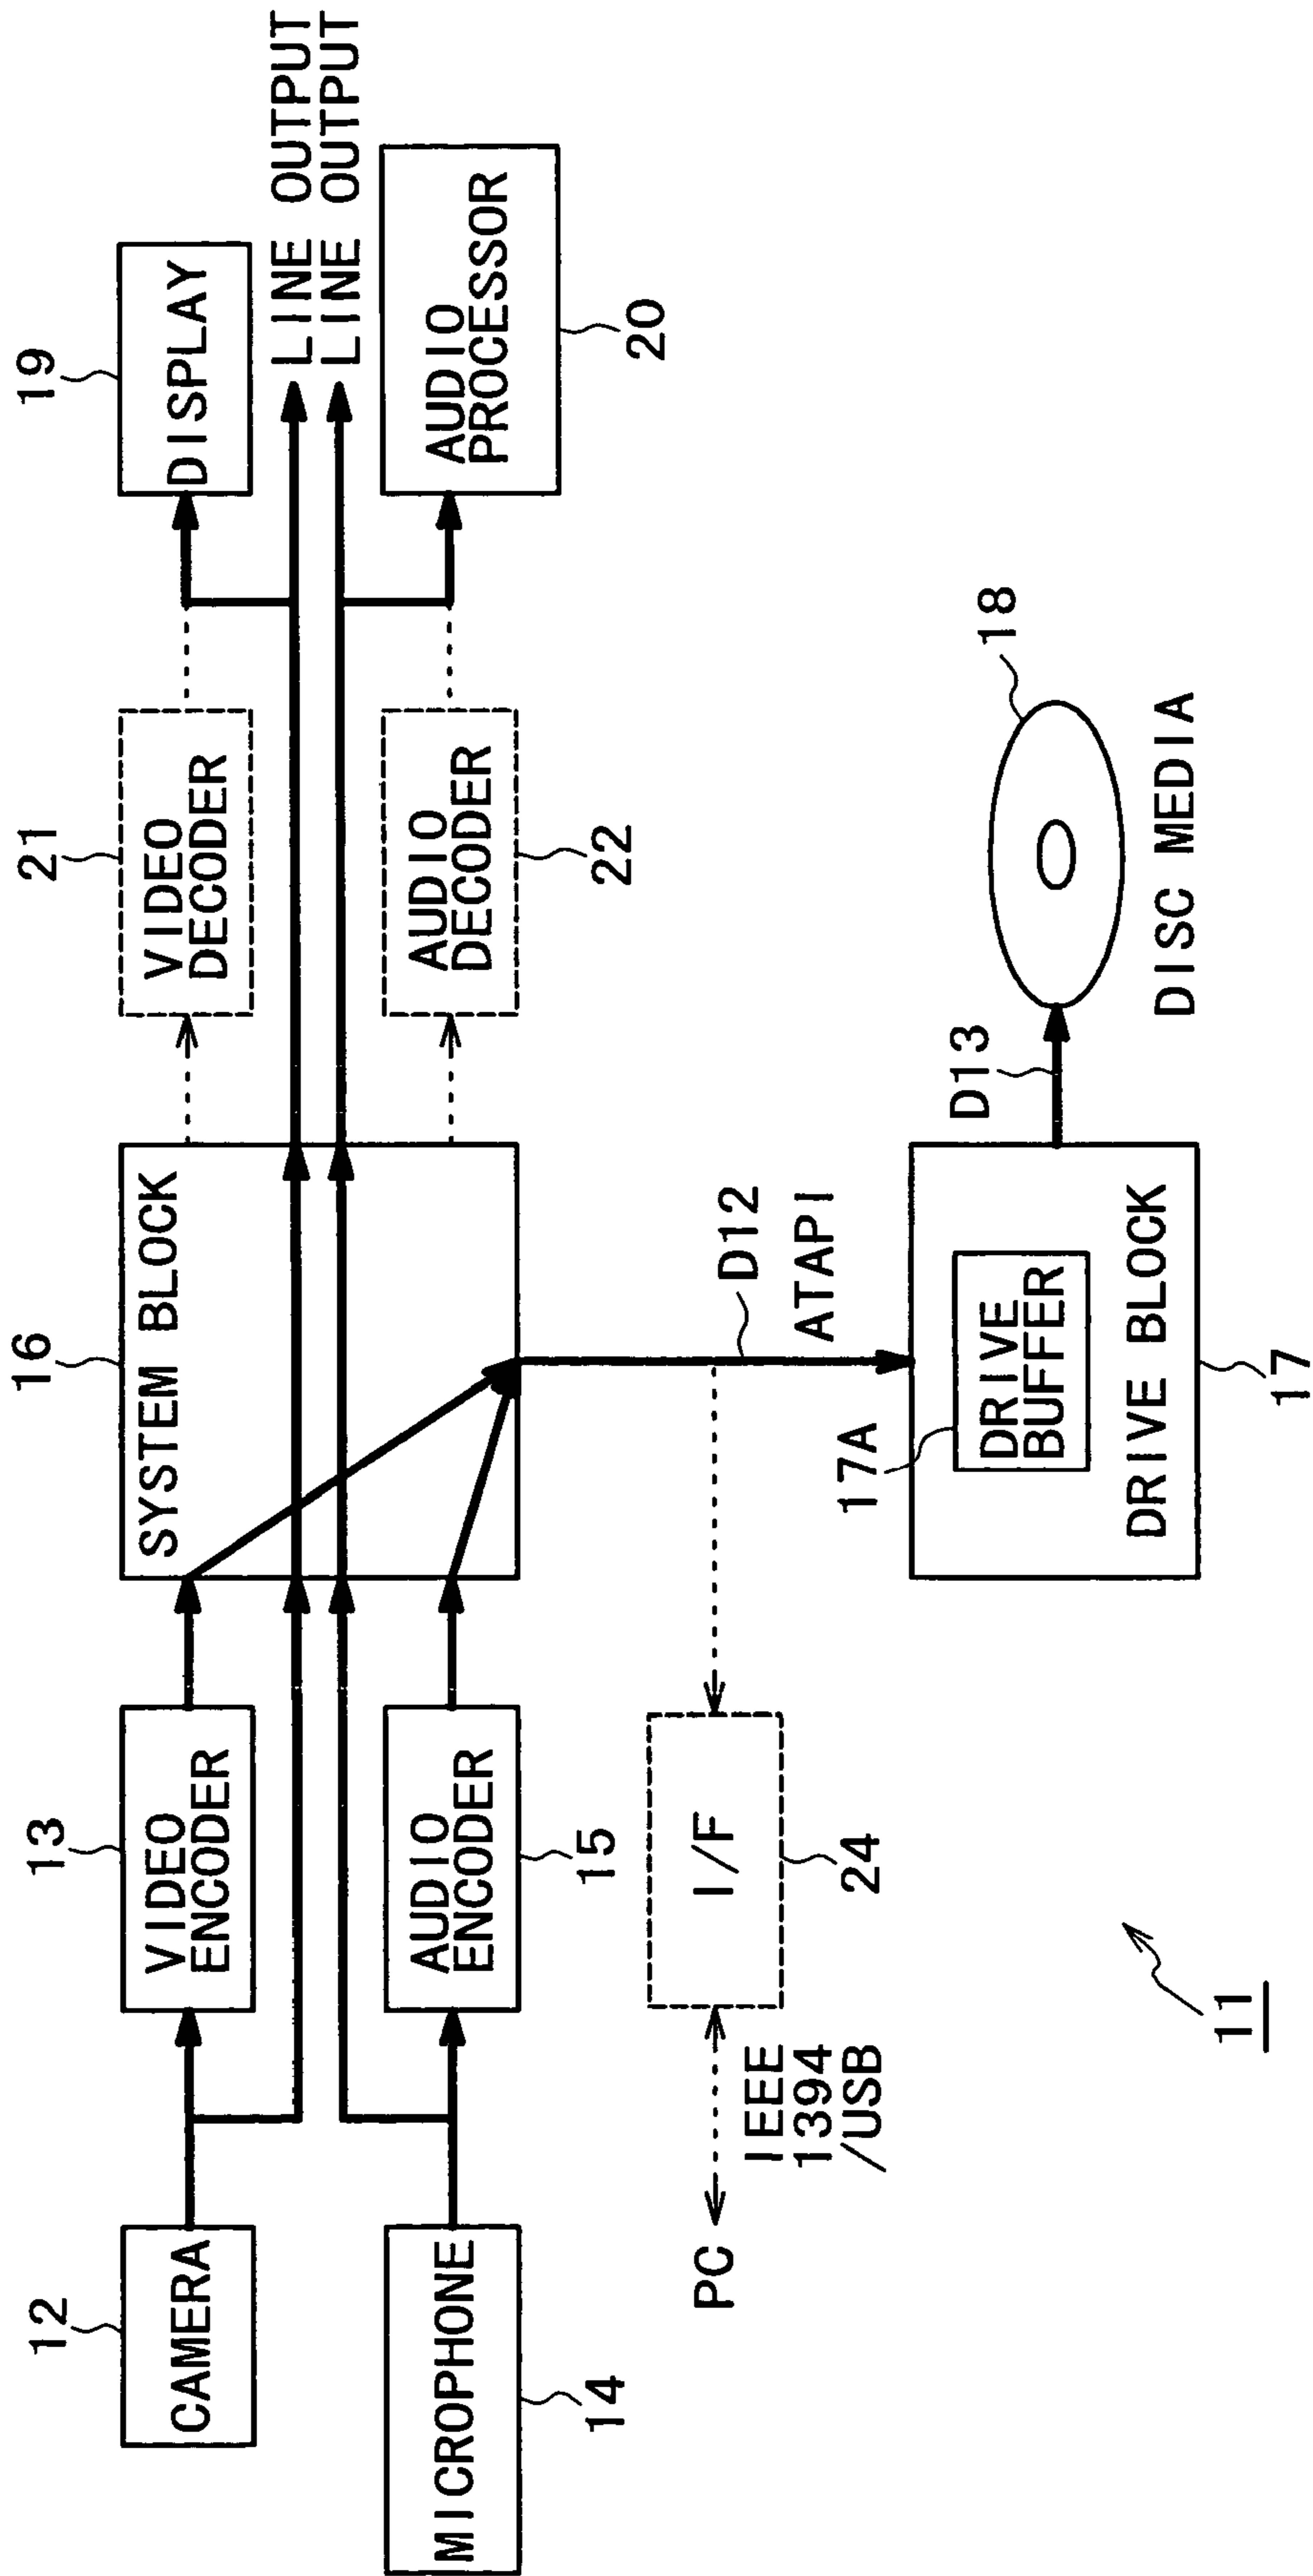 19
DISPLAY
LINE OUTPUT
LINE OUTPUT
AUDIO
PROCESSOR
20
21
VIDEO
DECODER
AUDIO
DECODER
22
16
SYSTEM BLOCK
13
VIDEO
ENCODER
AUDIO
ENCODER
15
12
CAMERA
MICROPHONE
14
I/F
24
PC
IEEE
1394
/USB
D12
ATAPI
17A
DRIVE
BUFFER
DRIVE BLOCK
17
D13
18
DISC MEDIA
11